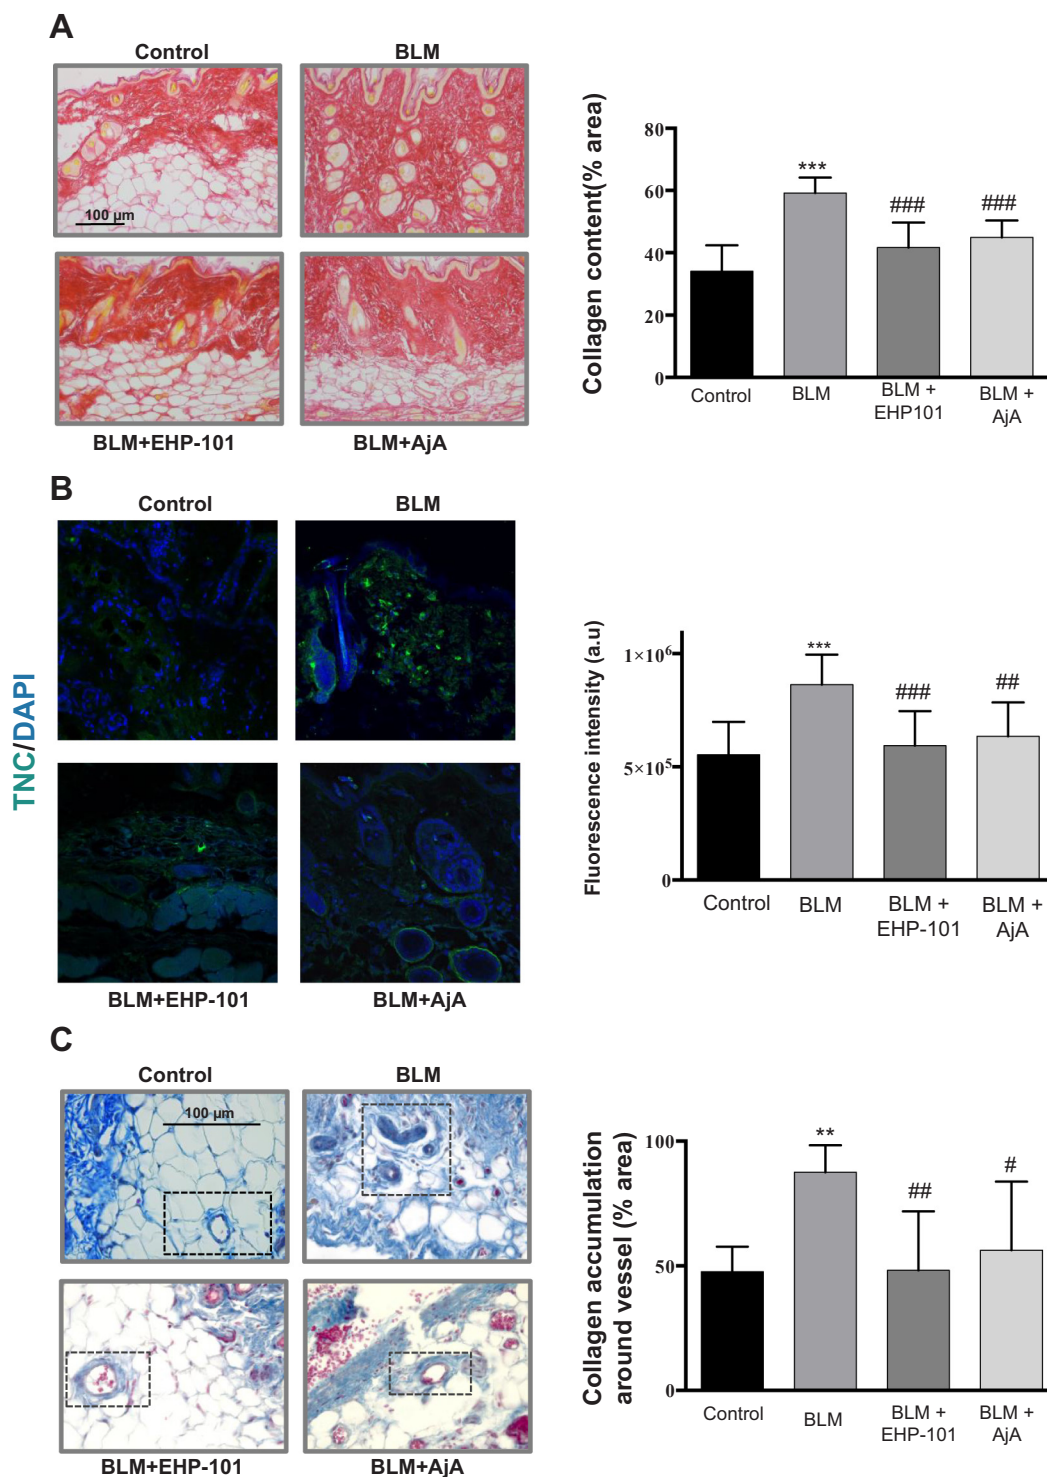 A
Control
BLM
100 µm
BLM+EHP-101
BLM+AjA
Collagen content(% area)
80
60
40
20
0
***
###
###
Control
BLM
BLM +
EHP101
BLM +
AjA
B
Control
BLM
TNC/DAPI
BLM+EHP-101
BLM+AjA
Fluorescence intensity (a.u)
1×10⁶
5×10⁵
0
***
###
##
Control
BLM
BLM +
EHP-101
BLM +
AjA
C
Control
BLM
100 µm
BLM+EHP-101
BLM+AjA
Collagen accumulation
around vessel (% area)
100
50
0
**
##
#
Control
BLM
BLM +
EHP-101
BLM +
AjA